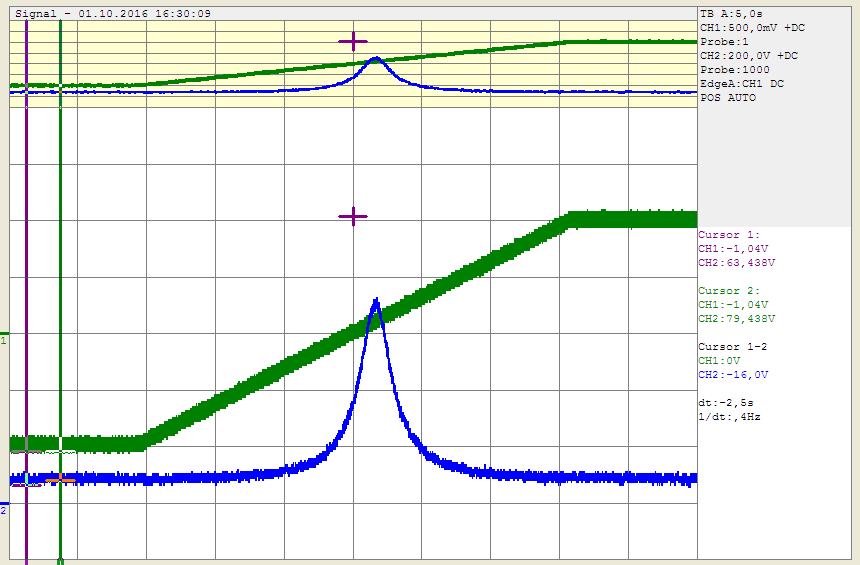 Signal - 01.10.2016 16:30:09
TB A:5,0s
CH1:500,0mV +DC
Probe:1
CH2:200,0V +DC
Probe:1000
EdgeA:CH1 DC
POS AUTO
Cursor 1:
CH1:-1,04V
CH2:63,438V
Cursor 2:
CH1:-1,04V
CH2:79,438V
Cursor 1-2
CH1:0V
CH2:-16,0V
dt:-2,5s
1/dt:,4Hz
1
2